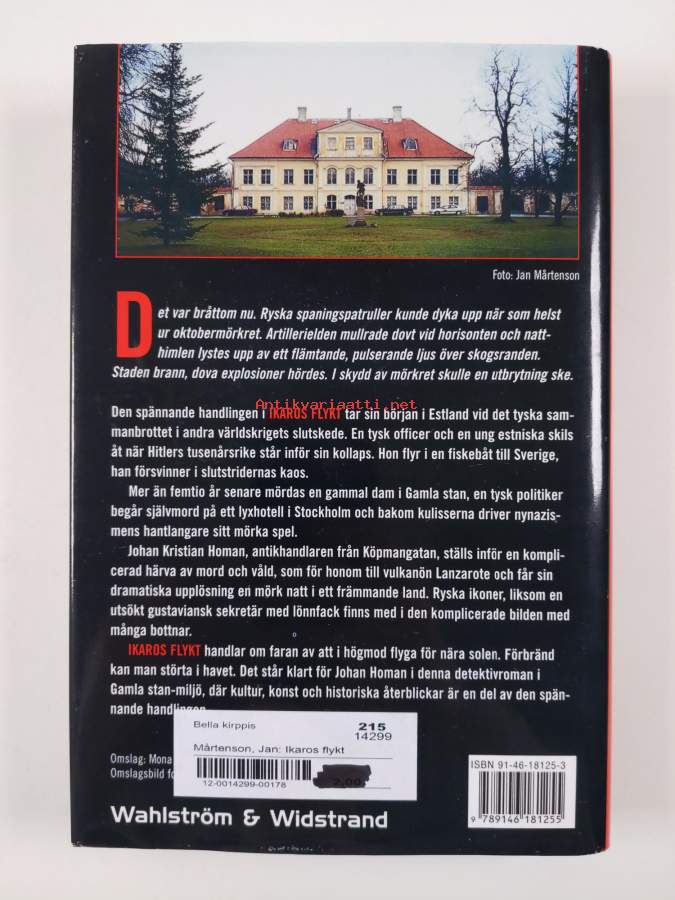 Foto: Jan Mårtenson
Det var bråttom nu. Ryska spaningspatruller kunde dyka upp när som helst
ur oktobermörkret. Artillerielden mullrade dovt vid horisonten och natt-
himlen lystes upp av ett flämtande, pulserande ljus över skogsranden.
Staden brann, dova explosioner hördes. I skydd av mörkret skulle en utbrytning ske.
Antikvariaatti.net
Den spännande handlingen i IKAROS FLYKT tar sin början i Estland vid det tyska sam-
manbrottet i andra världskrigets slutskede. En tysk officer och en ung estniska skils
åt när Hitlers tusenårsrike står inför sin kollaps. Hon flyr i en fiskebåt till Sverige,
han försvinner i slutstridernas kaos.
Mer än femtio år senare mördas en gammal dam i Gamla stan, en tysk politiker
begår självmord på ett lyxhotell i Stockholm och bakom kulisserna driver nynazis-
mens hantlangare sitt mörka spel.
Johan Kristian Homan, antikhandlaren från Köpmangatan, ställs inför en kompli-
cerad härva av mord och våld, som för honom till vulkanön Lanzarote och får sin
dramatiska upplösning en mörk natt i ett främmande land. Ryska ikoner, liksom en
utsökt gustaviansk sekretär med lönnfack finns med i den komplicerade bilden med
många bottnar.
IKAROS FLYKT handlar om faran av att i högmod flyga för nära solen. Förbränd
kan man störta i havet. Det står klart för Johan Homan i denna detektivroman i
Gamla stan-miljö, där kultur, konst och historiska återblickar är en del av den spän-
nande handlingen.
Bella kirppis
215
14299
Mårtenson, Jan: Ikaros flykt
12-0014299-00178
2,00
Omslag: Mona
Omslagsbild fo
Wahlström & Widstrand
ISBN 91-46-18125-3
9 789146 181255